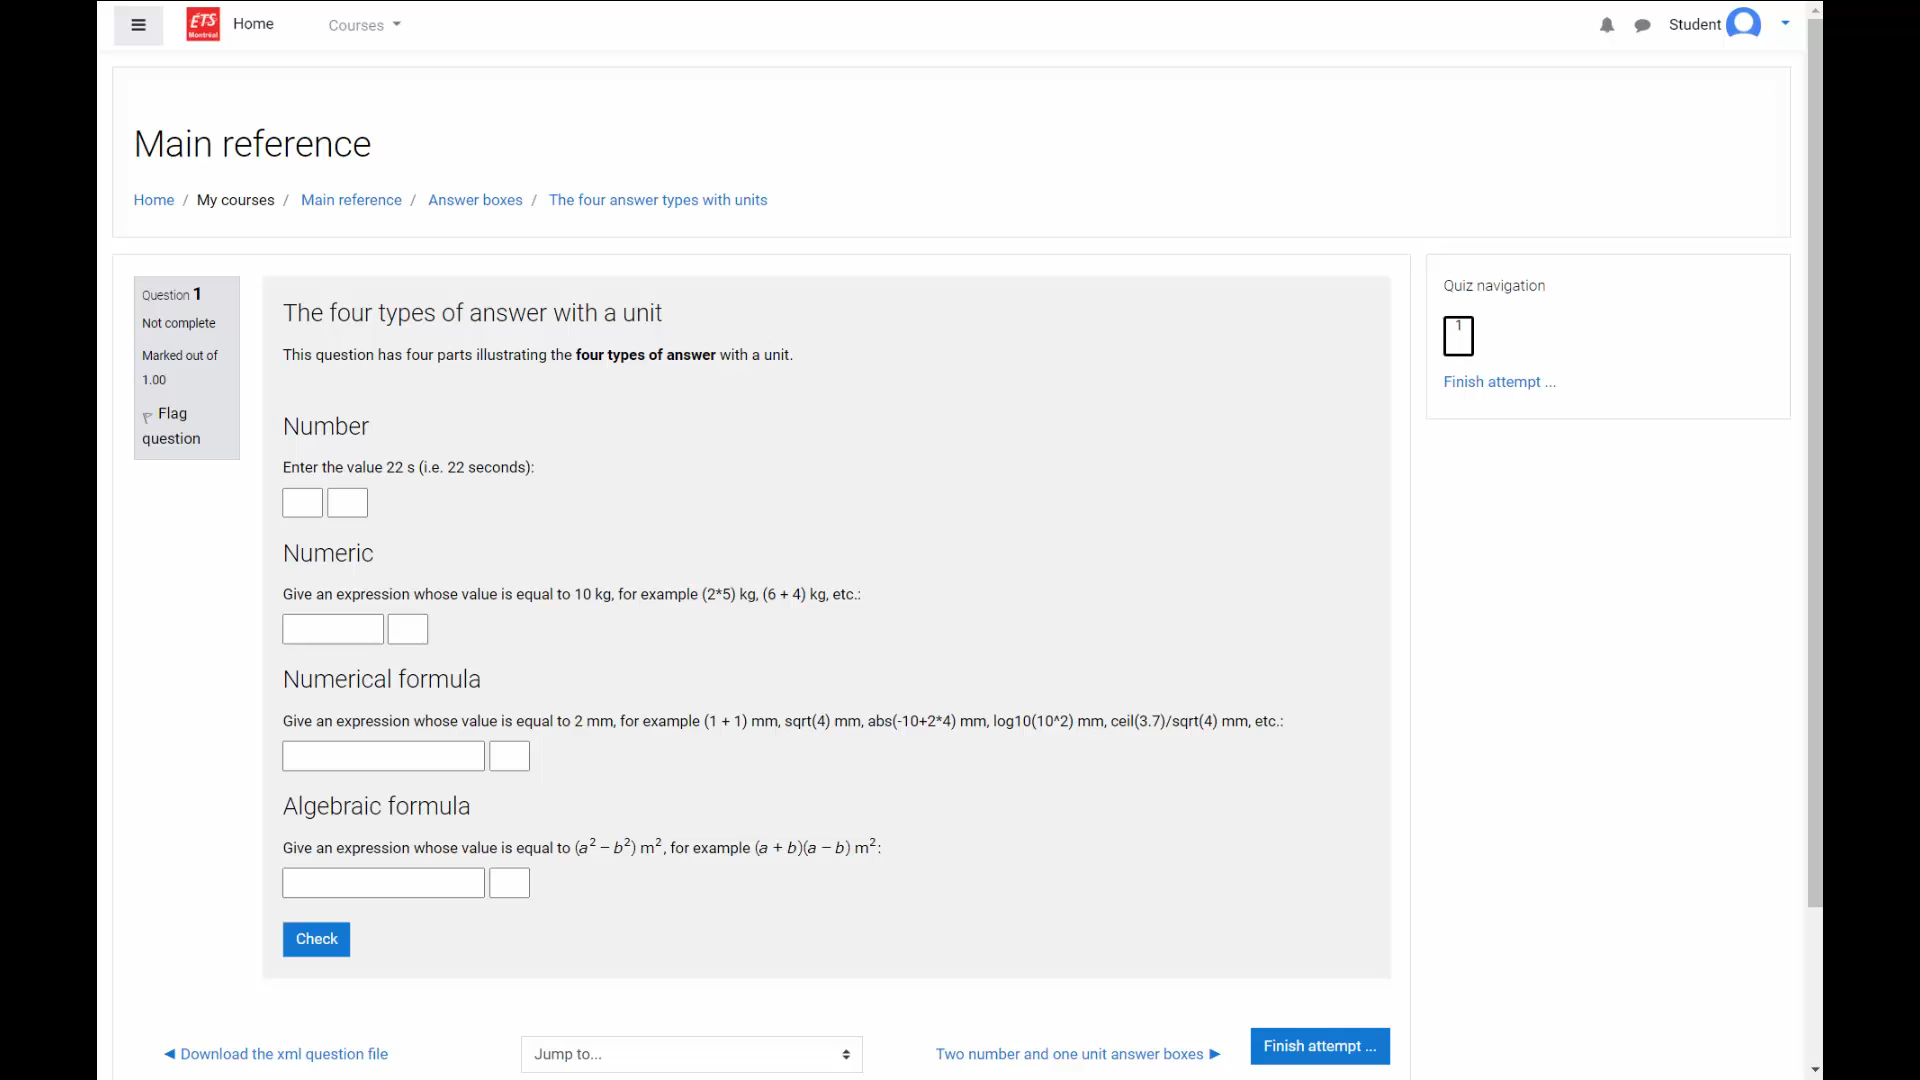 ÉTS
Montréal
Home
Courses
Student
Main reference
Home / My courses / Main reference / Answer boxes / The four answer types with units
Question 1
Not complete
Marked out of
1.00
Flag
question
The four types of answer with a unit
This question has four parts illustrating the four types of answer with a unit.
Number
Enter the value 22 s (i.e. 22 seconds):
Numeric
Give an expression whose value is equal to 10 kg, for example (2*5) kg, (6 + 4) kg, etc.:
Numerical formula
Give an expression whose value is equal to 2 mm, for example (1 + 1) mm, sqrt(4) mm, abs(-10+2*4) mm, log10(10^2) mm, ceil(3.7)/sqrt(4) mm, etc.:
Algebraic formula
Give an expression whose value is equal to (a² − b²) m², for example (a + b)(a − b) m²:
Check
Quiz navigation
1
Finish attempt ...
◀ Download the xml question file
Jump to...
Two number and one unit answer boxes ▶
Finish attempt ...